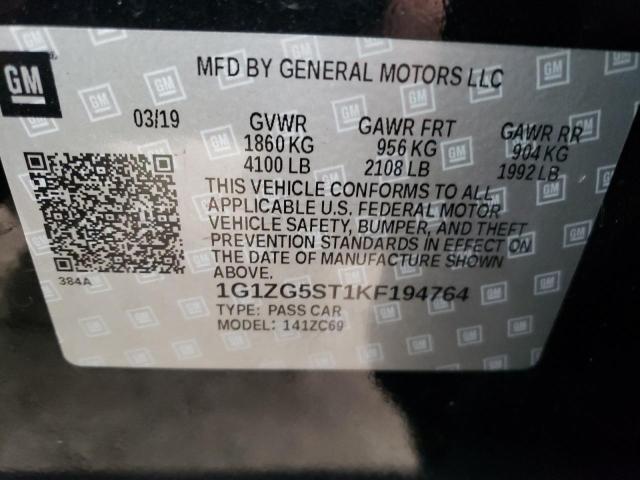 GM
MFD BY GENERAL MOTORS LLC
03/19 GVWR GAWR FRT GAWR RR
1860 KG 956 KG 904 KG
4100 LB 2108 LB 1992 LB
THIS VEHICLE CONFORMS TO ALL
APPLICABLE U.S. FEDERAL MOTOR
VEHICLE SAFETY, BUMPER, AND THEFT
PREVENTION STANDARDS IN EFFECT ON
THE DATE OF MANUFACTURE SHOWN
ABOVE.
384A
1G1ZG5ST1KF194764
TYPE: PASS CAR
MODEL: 141ZC69